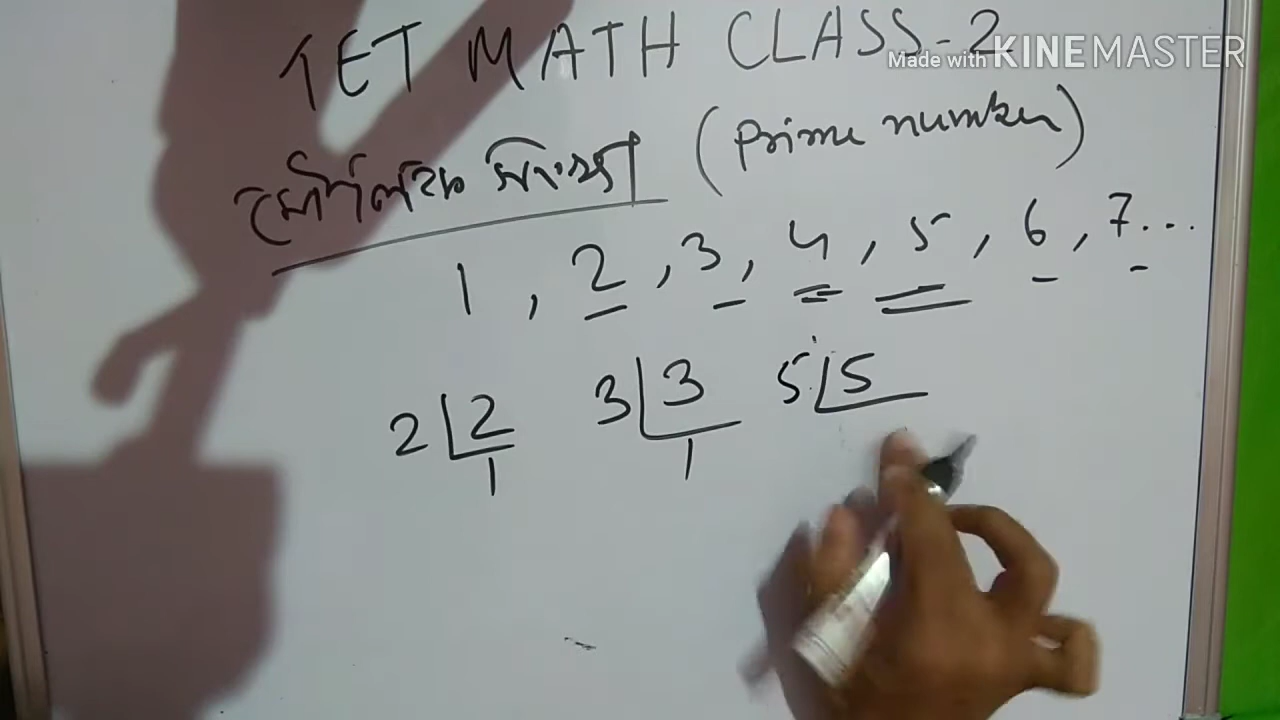 TET MATH CLASS-2
Made with KINEMASTER
মৌলিক সংখ্যা (Prime number)
1, 2, 3, 4, 5, 6, 7...
2 2 3 3 5 5
1 1